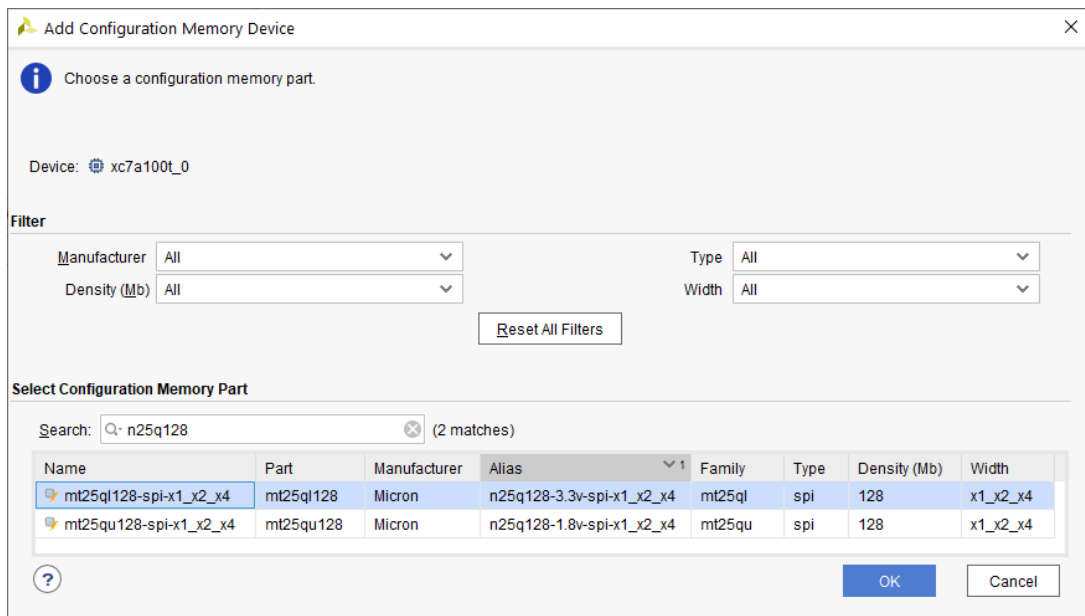 Add Configuration Memory Device
Choose a configuration memory part.
Device: xc7a100t_0
Filter
Manufacturer All Type All
Density (Mb) All Width All
Reset All Filters
Select Configuration Memory Part
Search: n25q128 (2 matches)
Name Part Manufacturer Alias 1 Family Type Density (Mb) Width
mt25ql128-spi-x1_x2_x4 mt25ql128 Micron n25q128-3.3v-spi-x1_x2_x4 mt25ql spi 128 x1_x2_x4
mt25qu128-spi-x1_x2_x4 mt25qu128 Micron n25q128-1.8v-spi-x1_x2_x4 mt25qu spi 128 x1_x2_x4
? OK Cancel